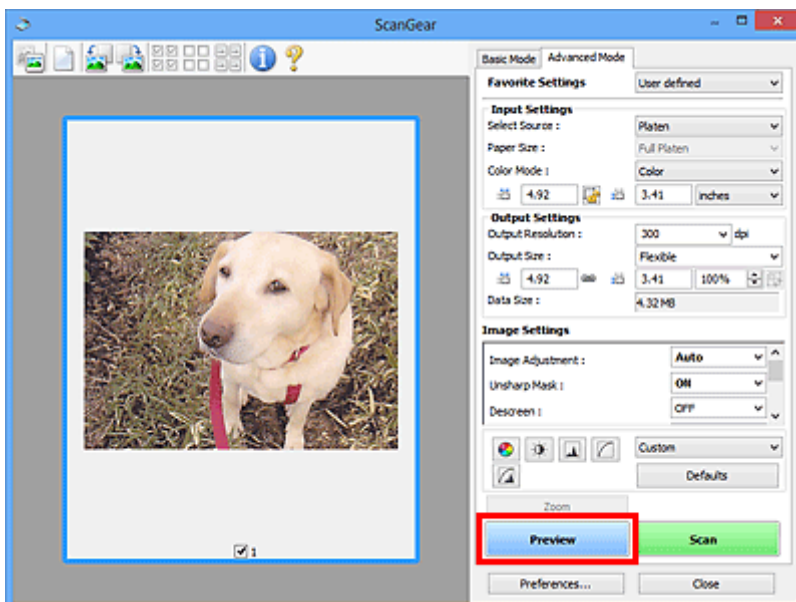 ScanGear
Basic Mode Advanced Mode
Favorite Settings User defined
Input Settings
Select Source : Platen
Paper Size : Full Platen
Color Mode : Color
4.92 3.41 inches
Output Settings
Output Resolution : 300 dpi
Output Size : Flexible
4.92 3.41 100%
Data Size : 4.32 MB
Image Settings
Image Adjustment : Auto
Unsharp Mask : ON
Descreen : OFF
Custom
Defaults
Zoom
Preview Scan
1
Preferences... Close